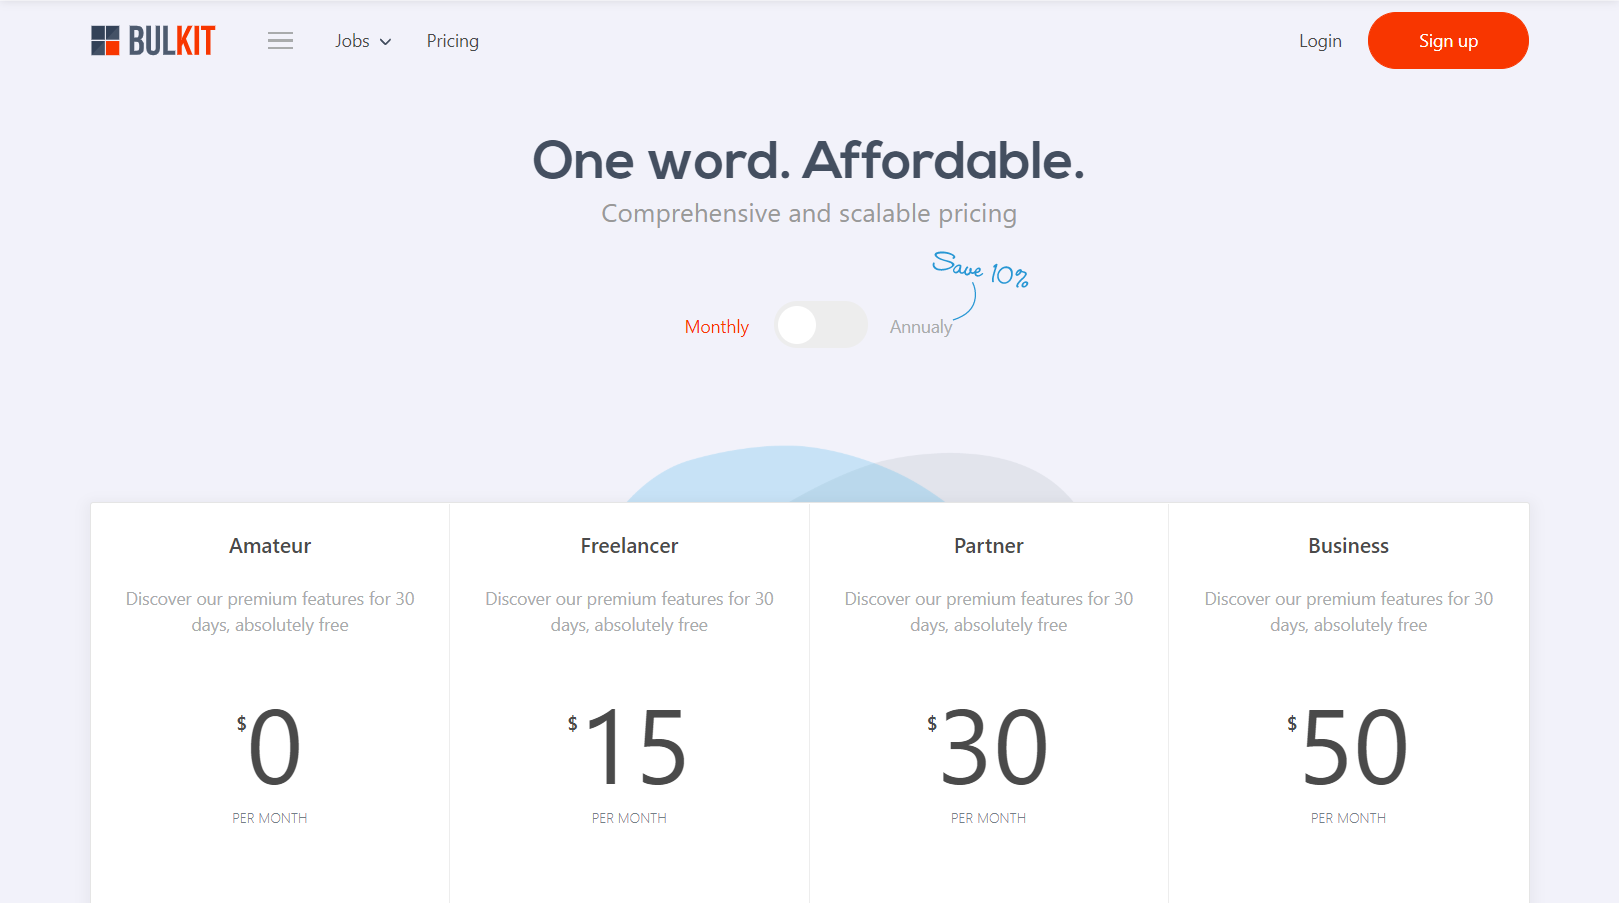 BULKIT
Jobs
Pricing
Login
Sign up
One word. Affordable.
Comprehensive and scalable pricing
Save 10%
Monthly
Annualy
Amateur
Discover our premium features for 30
days, absolutely free
$0
PER MONTH
Freelancer
Discover our premium features for 30
days, absolutely free
$15
PER MONTH
Partner
Discover our premium features for 30
days, absolutely free
$30
PER MONTH
Business
Discover our premium features for 30
days, absolutely free
$50
PER MONTH